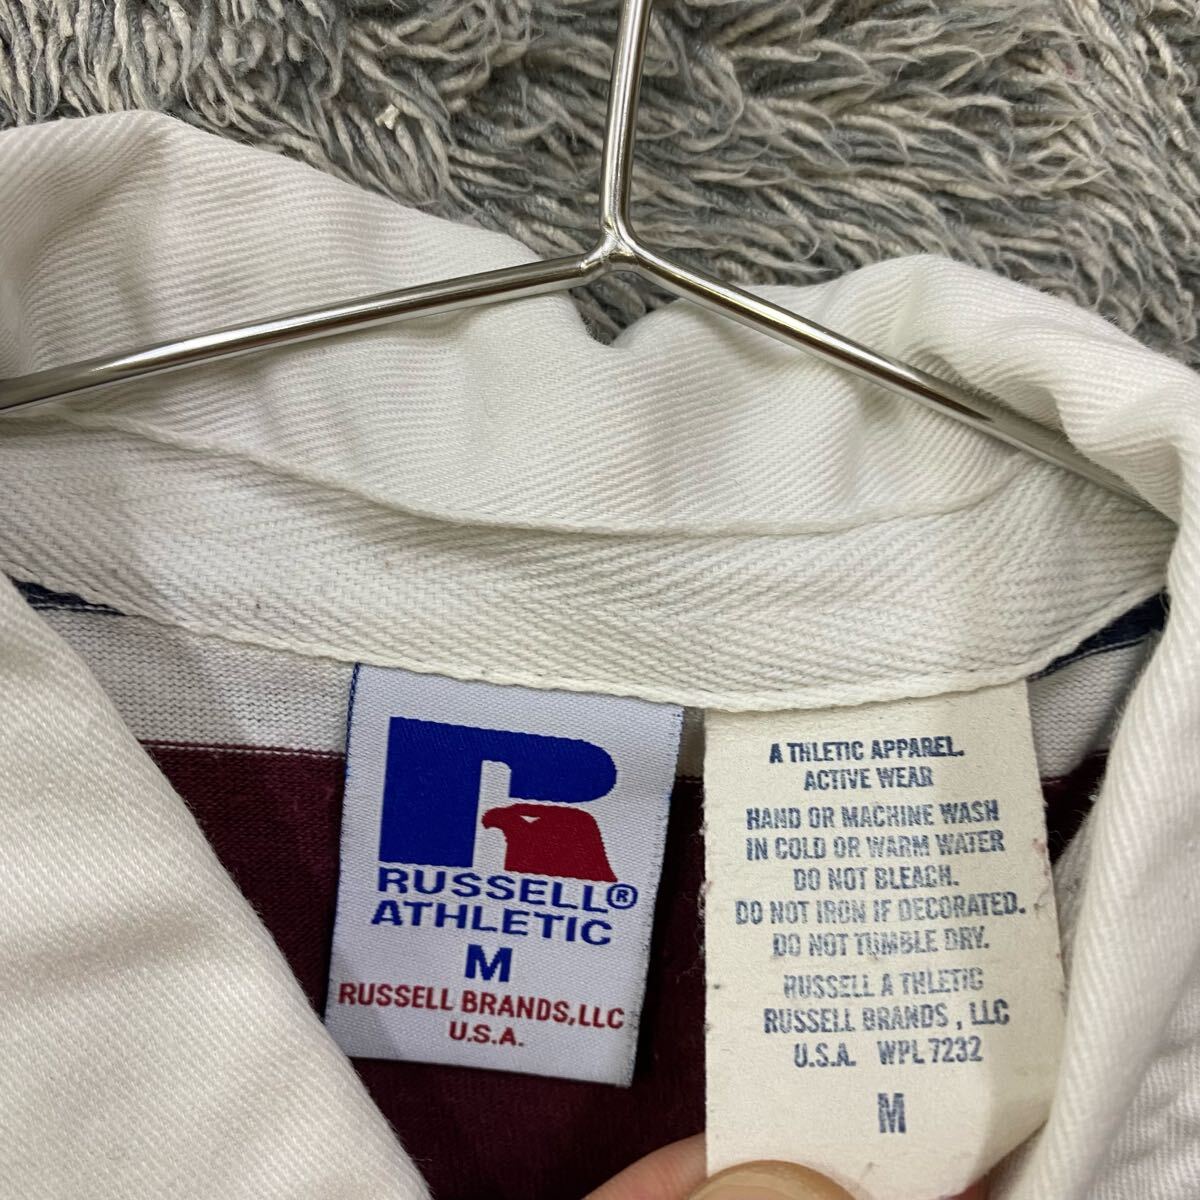 RUSSELL®
ATHLETIC
M
RUSSELL BRANDS,LLC
U.S.A.
A THLETIC APPAREL.
ACTIVE WEAR
HAND OR MACHINE WASH
IN COLD OR WARM WATER
DO NOT BLEACH.
DO NOT IRON IF DECORATED.
DO NOT TUMBLE DRY.
RUSSELL A THLETIC
RUSSELL BRANDS , LLC
U.S.A. WPL 7232
M